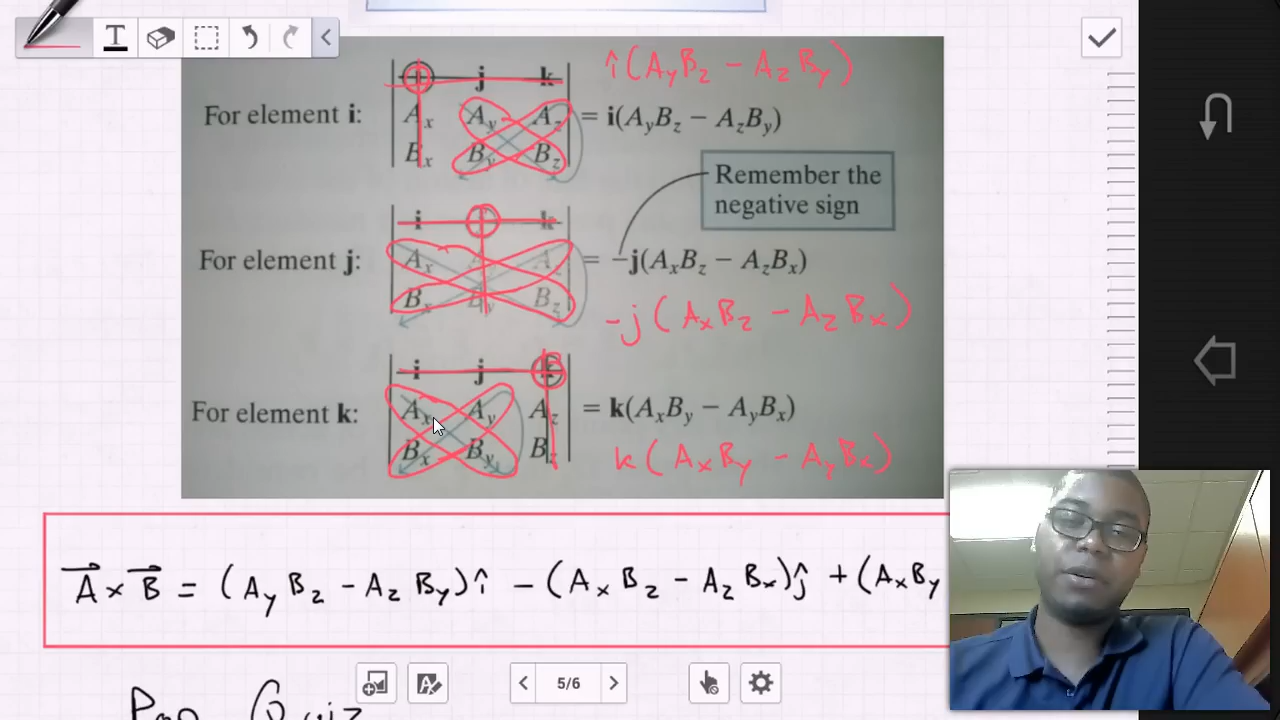 T
î(AyBz - AzBy)
i j k
For element i: Ax Ay Az = i(AyBz − AzBy)
Bx By Bz
Remember the
negative sign
i k
For element j: Ax Az = −j(AxBz − AzBx)
Bx By Bz
-j(AxBz - AzBx)
i j k
For element k: Ax Ay Az = k(AxBy − AyBx)
Bx By Bz
k(AxBy - AyBx)
A × B = (AyBz - AzBy)î - (AxBz - AzBx)ĵ + (AxBy
5/6
Pop Quiz